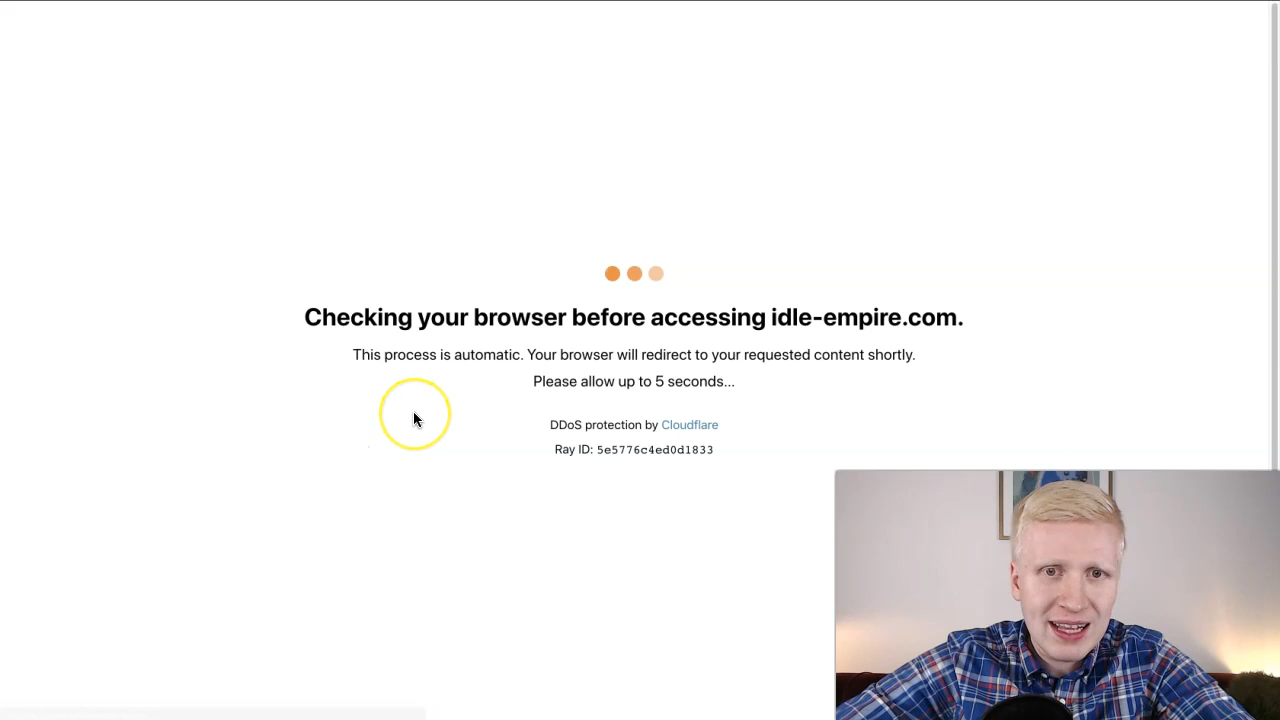 Checking your browser before accessing idle-empire.com.
This process is automatic. Your browser will redirect to your requested content shortly.
Please allow up to 5 seconds...
DDoS protection by Cloudflare
Ray ID: 5e5776c4ed0d1833